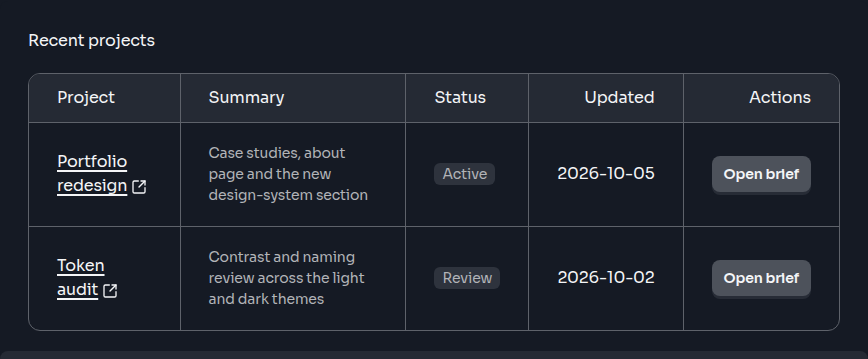 Recent projects
Project
Summary
Status
Updated
Actions
Portfolio
redesign
Case studies, about
page and the new
design-system section
Active
2026-10-05
Open brief
Token
audit
Contrast and naming
review across the light
and dark themes
Review
2026-10-02
Open brief